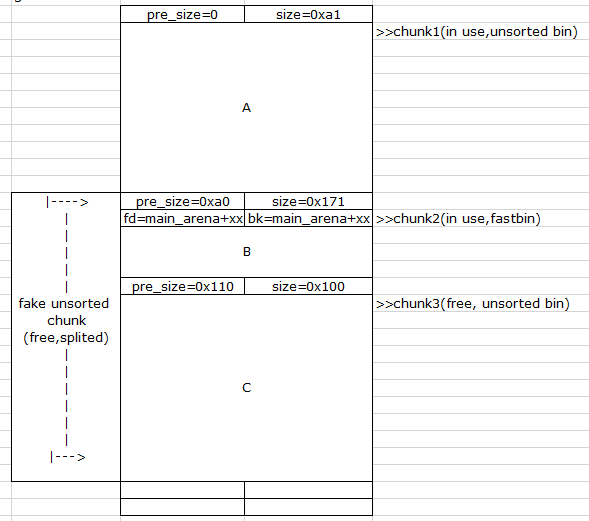 pre_size=0 size=0xa1
>>chunk1(in use,unsorted bin)
A
|----> pre_size=0xa0 size=0x171
| fd=main_arena+xx bk=main_arena+xx >>chunk2(in use,fastbin)
|
| B
|
| pre_size=0x110 size=0x100
fake unsorted >>chunk3(free, unsorted bin)
chunk
(free,splited)
|
|
| C
|
|
|
|--->